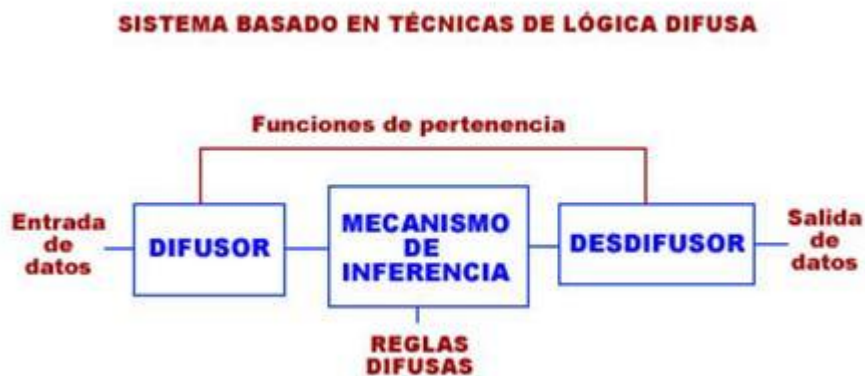 SISTEMA BASADO EN TÉCNICAS DE LÓGICA DIFUSA
Funciones de pertenencia
Entrada
de
datos
DIFUSOR
MECANISMO
DE
INFERENCIA
DESDIFUSOR
Salida
de
datos
REGLAS
DIFUSAS